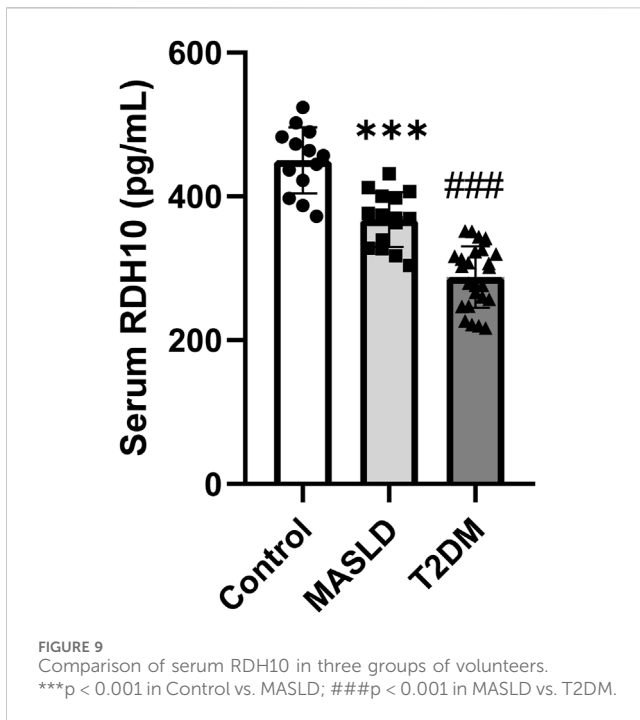 Serum RDH10 (pg/mL)
600
400
200
0
***
###
Control
MASLD
T2DM
FIGURE 9
Comparison of serum RDH10 in three groups of volunteers.
***p < 0.001 in Control vs. MASLD; ###p < 0.001 in MASLD vs. T2DM.